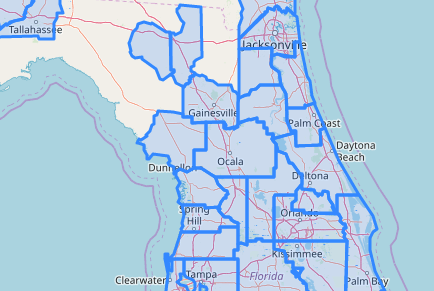 Tallahassee
Jacksonville
Gainesville
Palm Coast
Daytona
Beach
Ocala
Dunnellon
Deltona
Spring
Hill
Orlando
Kissimmee
Clearwater
Tampa
Florida
Palm Bay